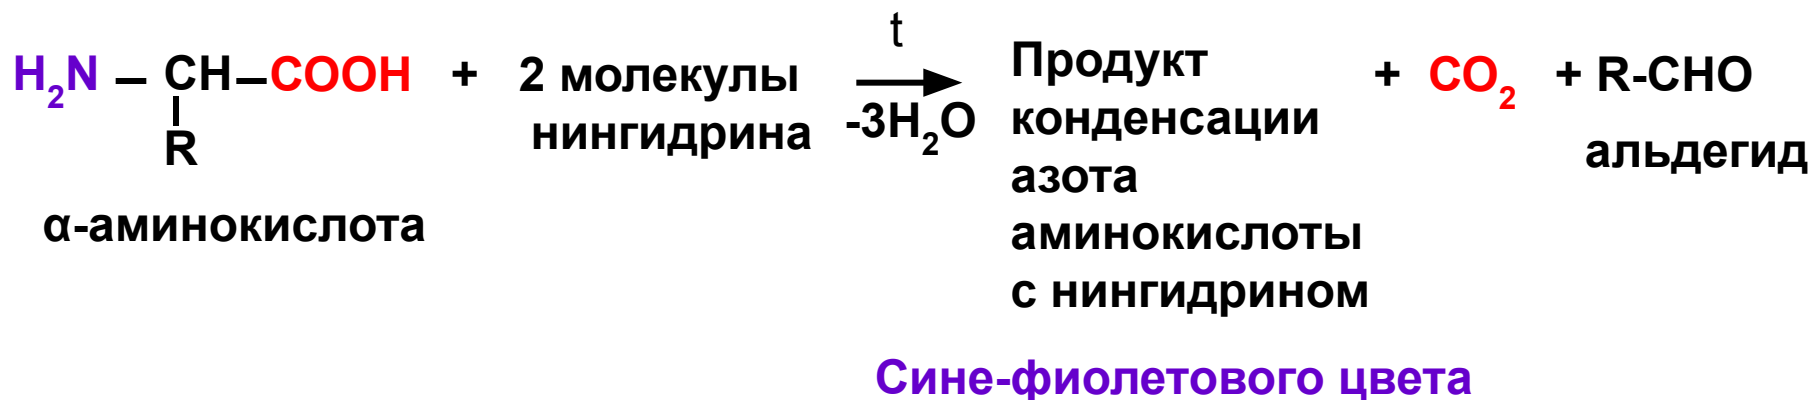 H₂N – CH–COOH + 2 молекулы нингидрина t -3H₂O Продукт конденсации азота аминокислоты с нингидрином + CO₂ + R-CHO
R
альдегид
α-аминокислота
Сине-фиолетового цвета